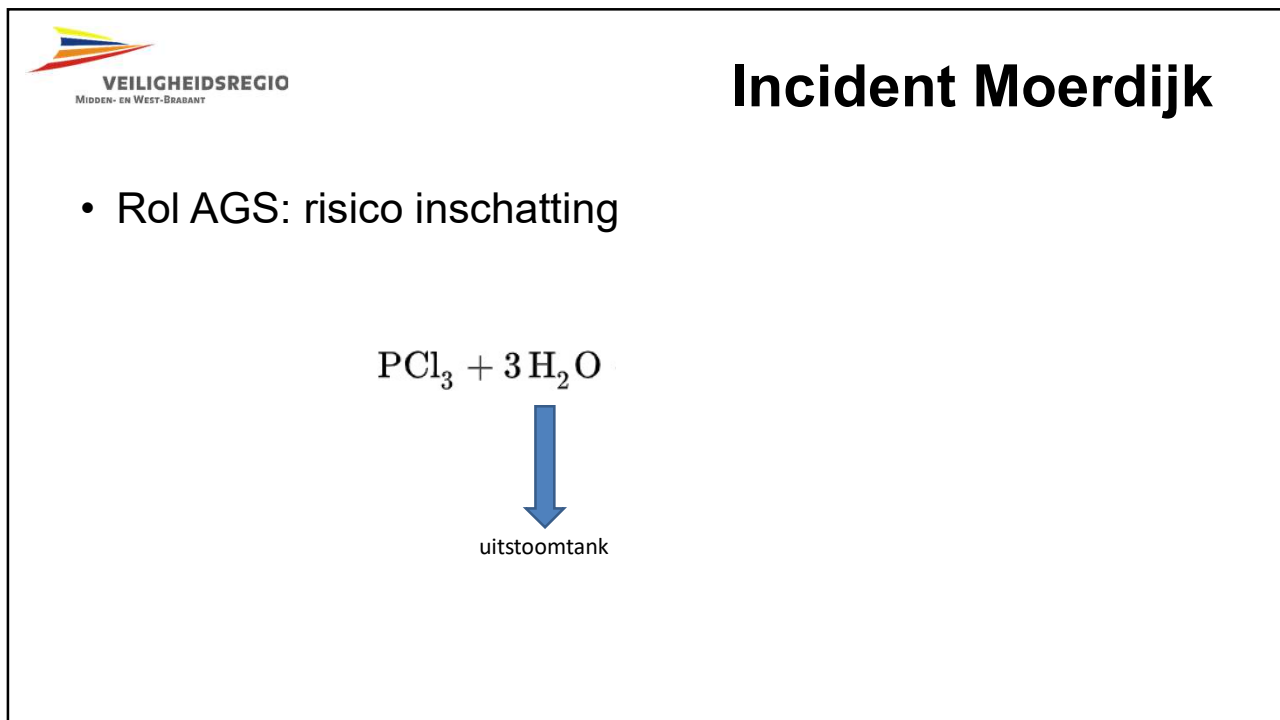 VEILIGHEIDSREGIO
MIDDEN- EN WEST-BRABANT
Incident Moerdijk
• Rol AGS: risico inschatting
PCl₃ + 3 H₂O
uitstoomtank